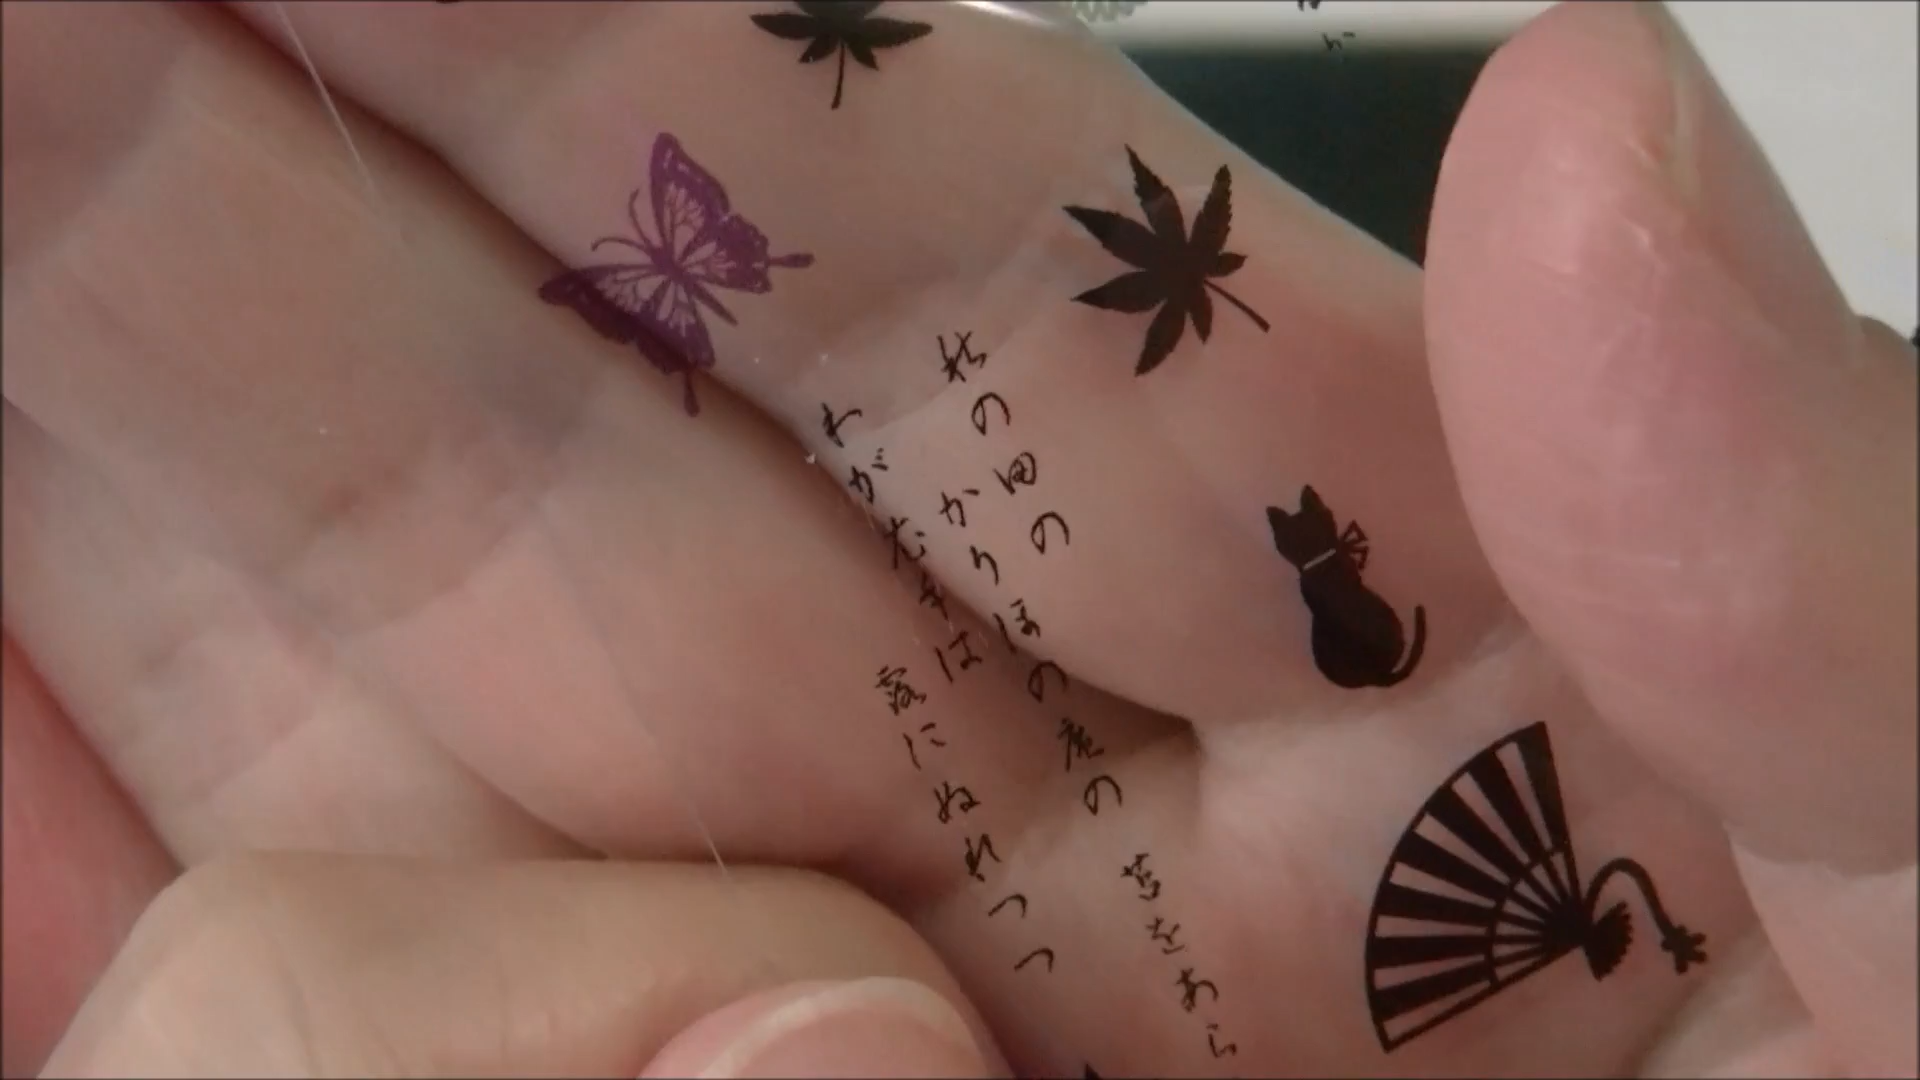 秋の田の
かりほの庵の
苫をあら
わが衣手は
露にぬれつつ